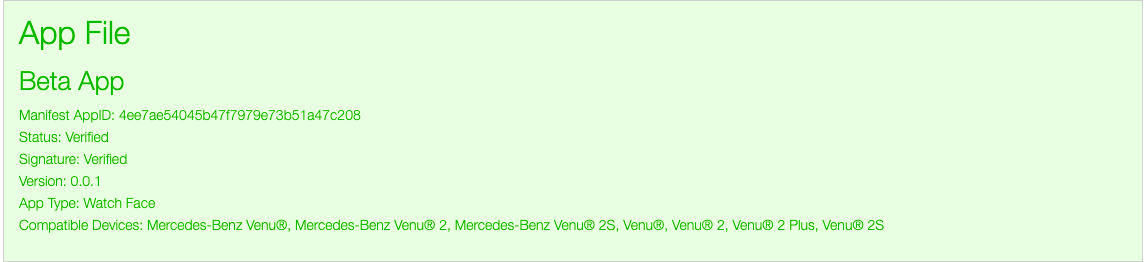 App File
Beta App
Manifest AppID: 4ee7ae54045b47f7979e73b51a47c208
Status: Verified
Signature: Verified
Version: 0.0.1
App Type: Watch Face
Compatible Devices: Mercedes-Benz Venu®, Mercedes-Benz Venu® 2, Mercedes-Benz Venu® 2S, Venu®, Venu® 2, Venu® 2 Plus, Venu® 2S